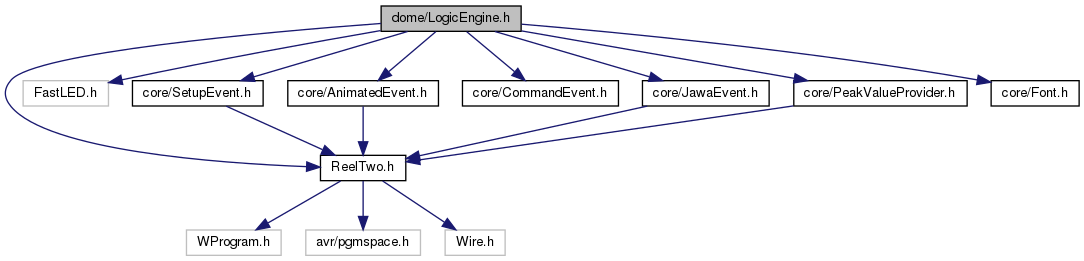 dome/LogicEngine.h
FastLED.h
core/SetupEvent.h
core/AnimatedEvent.h
core/CommandEvent.h
core/JawaEvent.h
core/PeakValueProvider.h
core/Font.h
ReelTwo.h
WProgram.h
avr/pgmspace.h
Wire.h